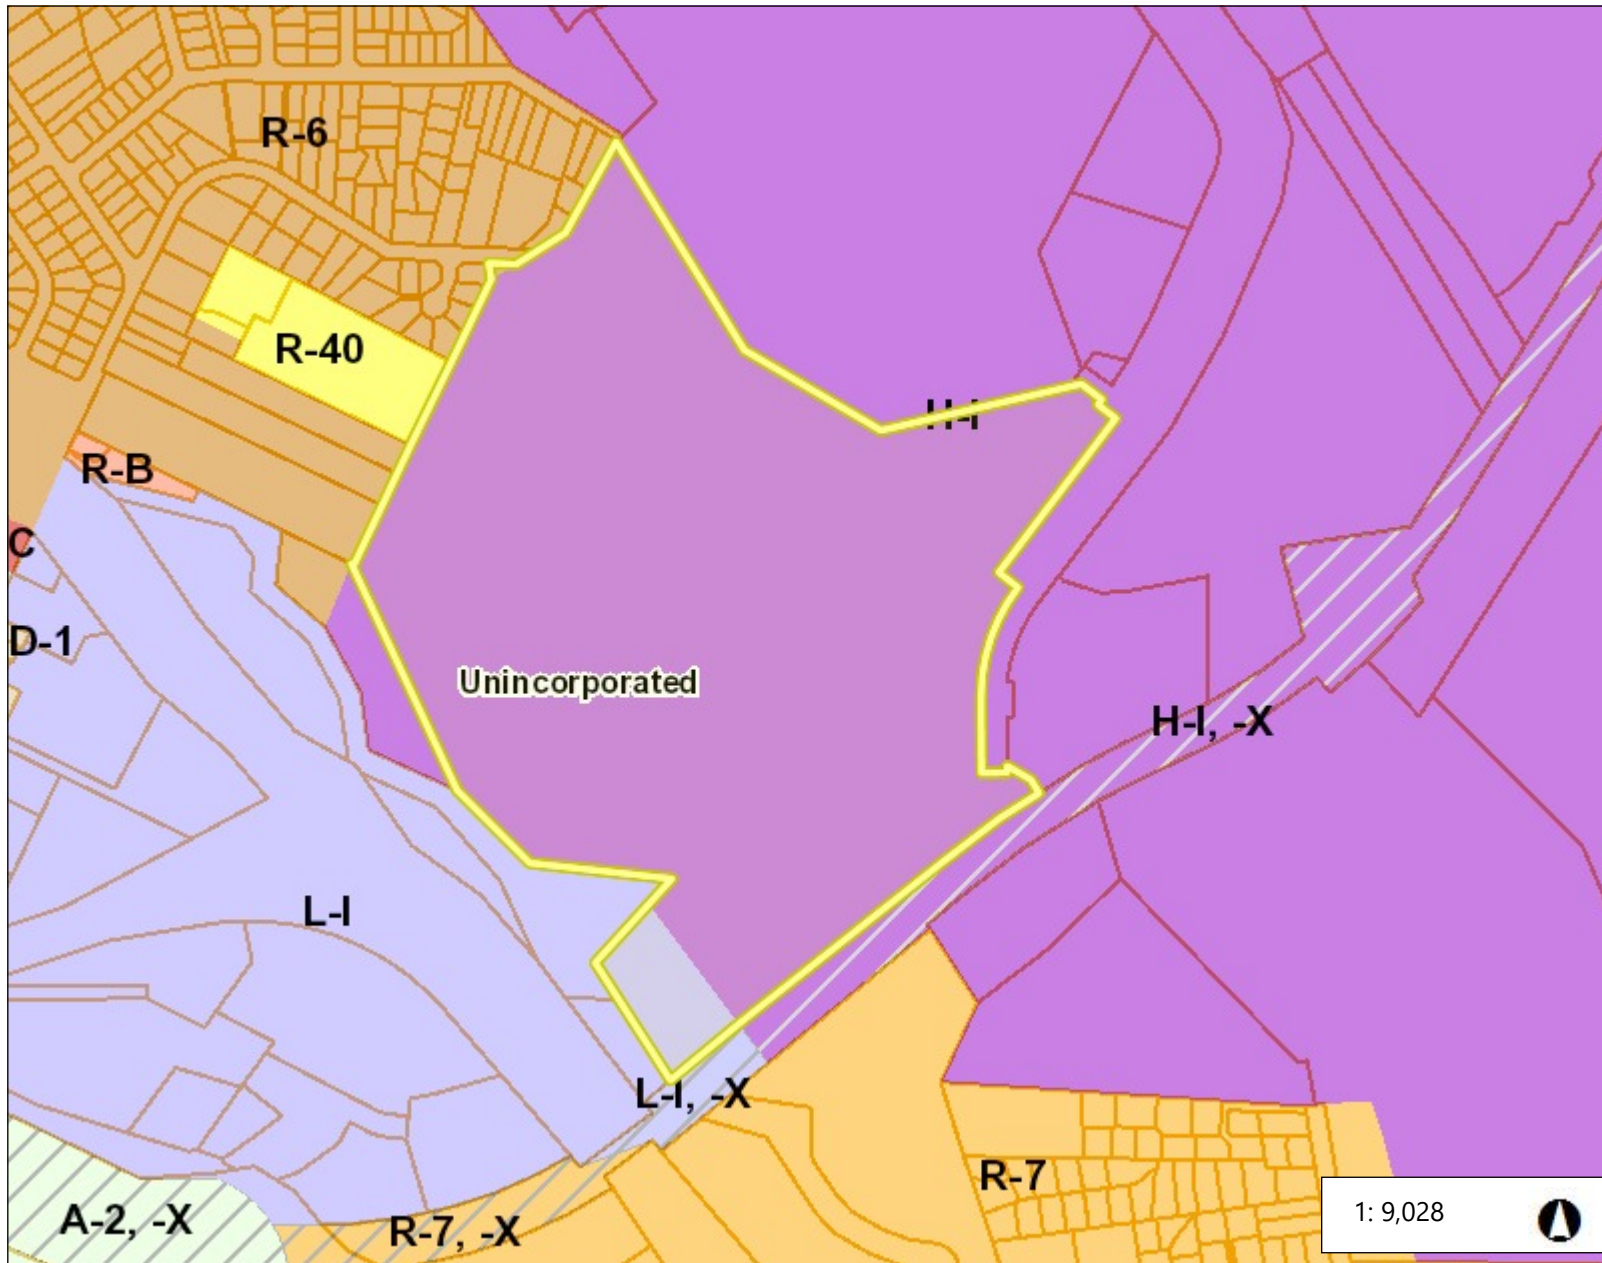 R-6
R-40
H-I
R-B
C
D-1
Unincorporated
H-I, -X
L-I
L-I, -X
R-7
A-2, -X
R-7, -X
1: 9,028